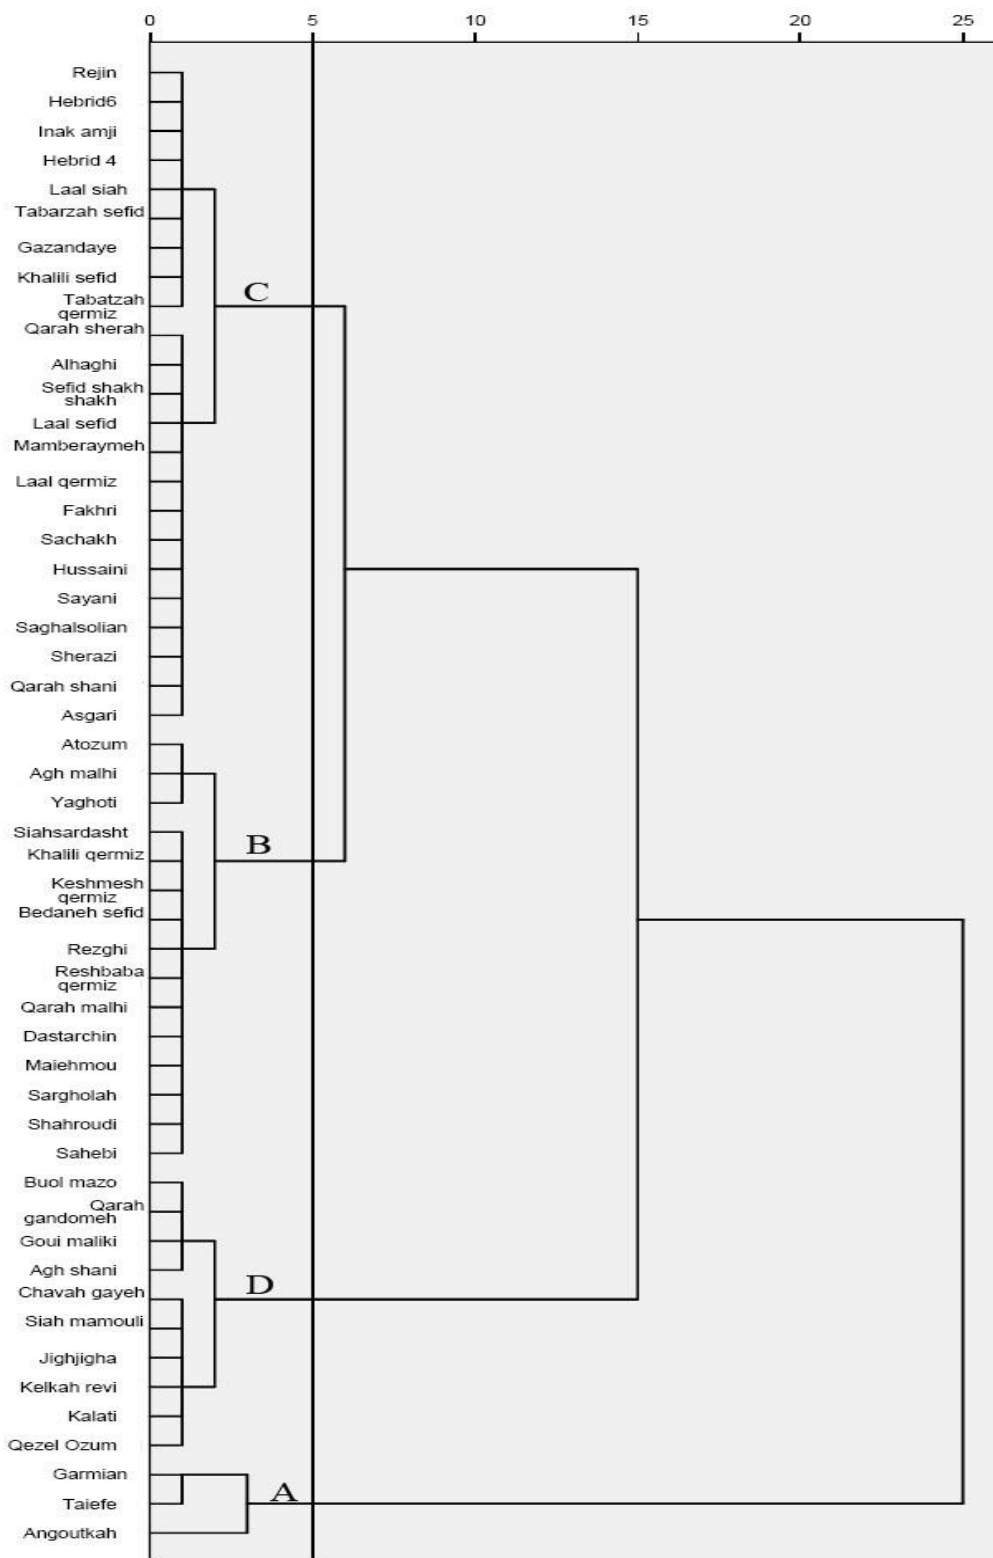 0 5 10 15 20 25
Rejin
Hebrid6
Inak amji
Hebrid 4
Laal siah
Tabarzah sefid
Gazandaye
Khalili sefid
C
Tabatzah
qermiz
Qarah sherah
Alhaghi
Sefid shakh
shakh
Laal sefid
Mamberaymeh
Laal qermiz
Fakhri
Sachakh
Hussaini
Sayani
Saghalsolian
Sherazi
Qarah shani
Asgari
Atozum
Agh malhi
Yaghoti
Siahsardasht
B
Khalili qermiz
Keshmesh
qermiz
Bedaneh sefid
Rezghi
Reshbaba
qermiz
Qarah malhi
Dastarchin
Maiehmou
Sargholah
Shahroudi
Sahebi
Buol mazo
Qarah
gandomeh
Goui maliki
Agh shani
D
Chavah gayeh
Siah mamouli
Jighjigha
Kelkah revi
Kalati
Qezel Ozum
Garmian
A
Taiefe
Angoutkah